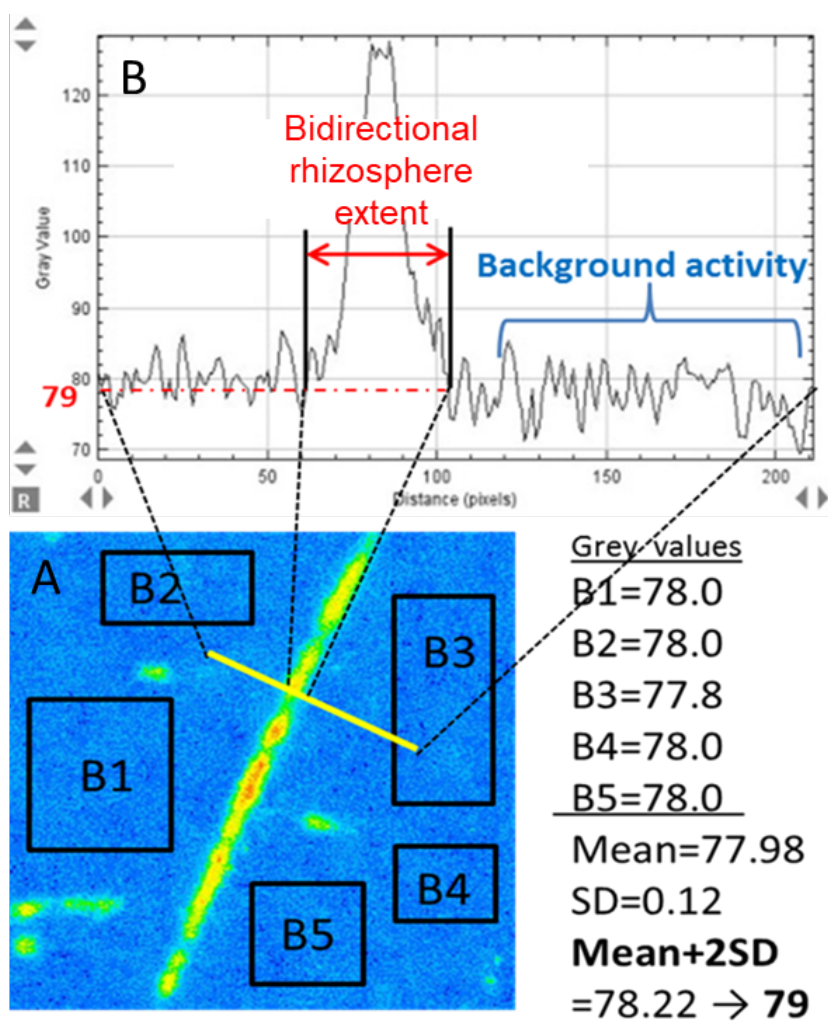 B
120
110
100
90
80
70
Gray Value
Bidirectional
rhizosphere
extent
Background activity
79
0
50
100
150
200
Distance (pixels)
R
A
B2
B3
B1
B4
B5
Grey values
B1=78.0
B2=78.0
B3=77.8
B4=78.0
B5=78.0
Mean=77.98
SD=0.12
Mean+2SD
=78.22 → 79